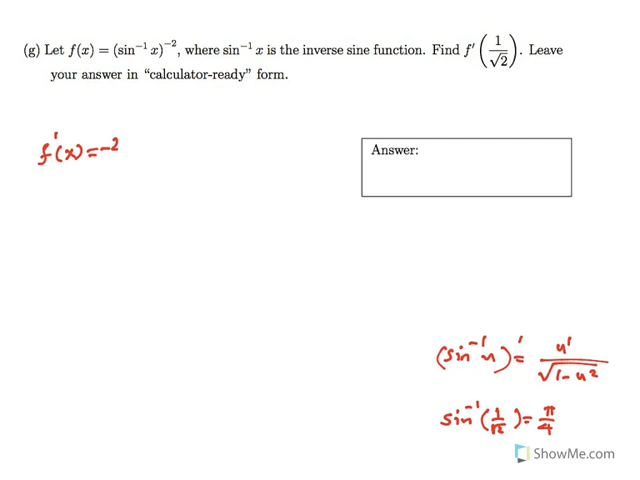 (g) Let f(x) = (sin⁻¹ x)⁻², where sin⁻¹ x is the inverse sine function. Find f′(1/√2). Leave
your answer in “calculator-ready” form.
f'(x) = -2
Answer:
(sin⁻¹ u)' = u' / √(1 - u²)
sin⁻¹(1/√2) = π/4
ShowMe.com